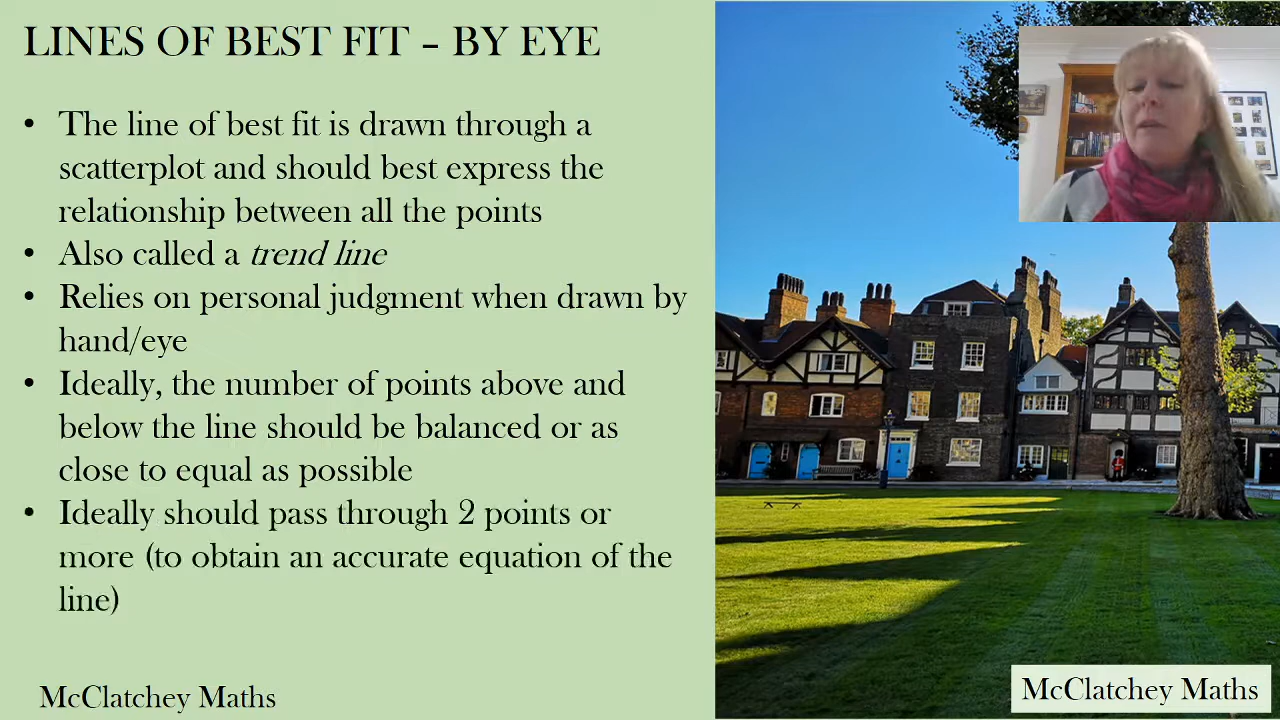 LINES OF BEST FIT – BY EYE
• The line of best fit is drawn through a
scatterplot and should best express the
relationship between all the points
• Also called a trend line
• Relies on personal judgment when drawn by
hand/eye
• Ideally, the number of points above and
below the line should be balanced or as
close to equal as possible
• Ideally should pass through 2 points or
more (to obtain an accurate equation of the
line)
McClatchey Maths
McClatchey Maths